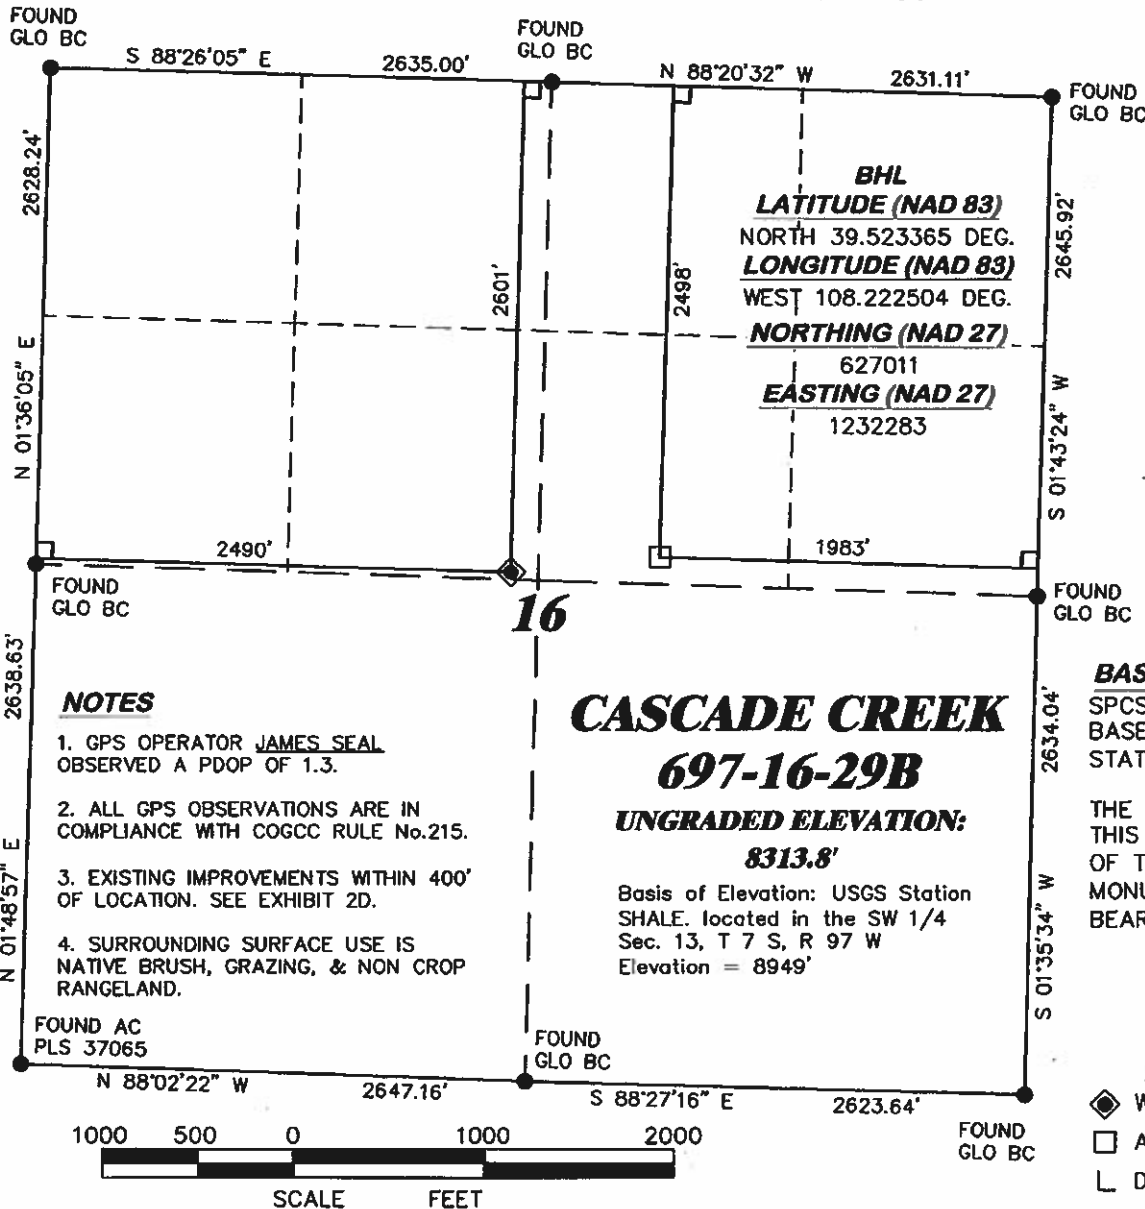 FOUND
GLO BC
S 88°26'05" E
2635.00'
FOUND
GLO BC
N 88°20'32" W
2631.11'
FOUND
GLO BC
2628.24'
N 01°36'05" E
2601'
2498'
BHL
LATITUDE (NAD 83)
NORTH 39.523365 DEG.
LONGITUDE (NAD 83)
WEST 108.222504 DEG.
NORTHING (NAD 27)
627011
EASTING (NAD 27)
1232283
2645.92'
S 01°43'24" W
2490'
1983'
FOUND
GLO BC
FOUND
GLO BC
16
2638.63'
N 01°48'57" E
NOTES
1. GPS OPERATOR JAMES SEAL
OBSERVED A PDOP OF 1.3.
2. ALL GPS OBSERVATIONS ARE IN
COMPLIANCE WITH COGCC RULE No.215.
3. EXISTING IMPROVEMENTS WITHIN 400'
OF LOCATION. SEE EXHIBIT 2D.
4. SURROUNDING SURFACE USE IS
NATIVE BRUSH, GRAZING, & NON CROP
RANGELAND.
CASCADE CREEK
697-16-29B
UNGRADED ELEVATION:
8313.8'
Basis of Elevation: USGS Station
SHALE. located in the SW 1/4
Sec. 13, T 7 S, R 97 W
Elevation = 8949'
2634.04'
S 01°35'34" W
BAS
SPCS
BASE
STAT
THE
THIS
OF T
MONU
BEAR
FOUND AC
PLS 37065
N 88°02'22" W
2647.16'
FOUND
GLO BC
S 88°27'16" E
2623.64'
FOUND
GLO BC
1000 500 0 1000 2000
SCALE FEET
W
A
D